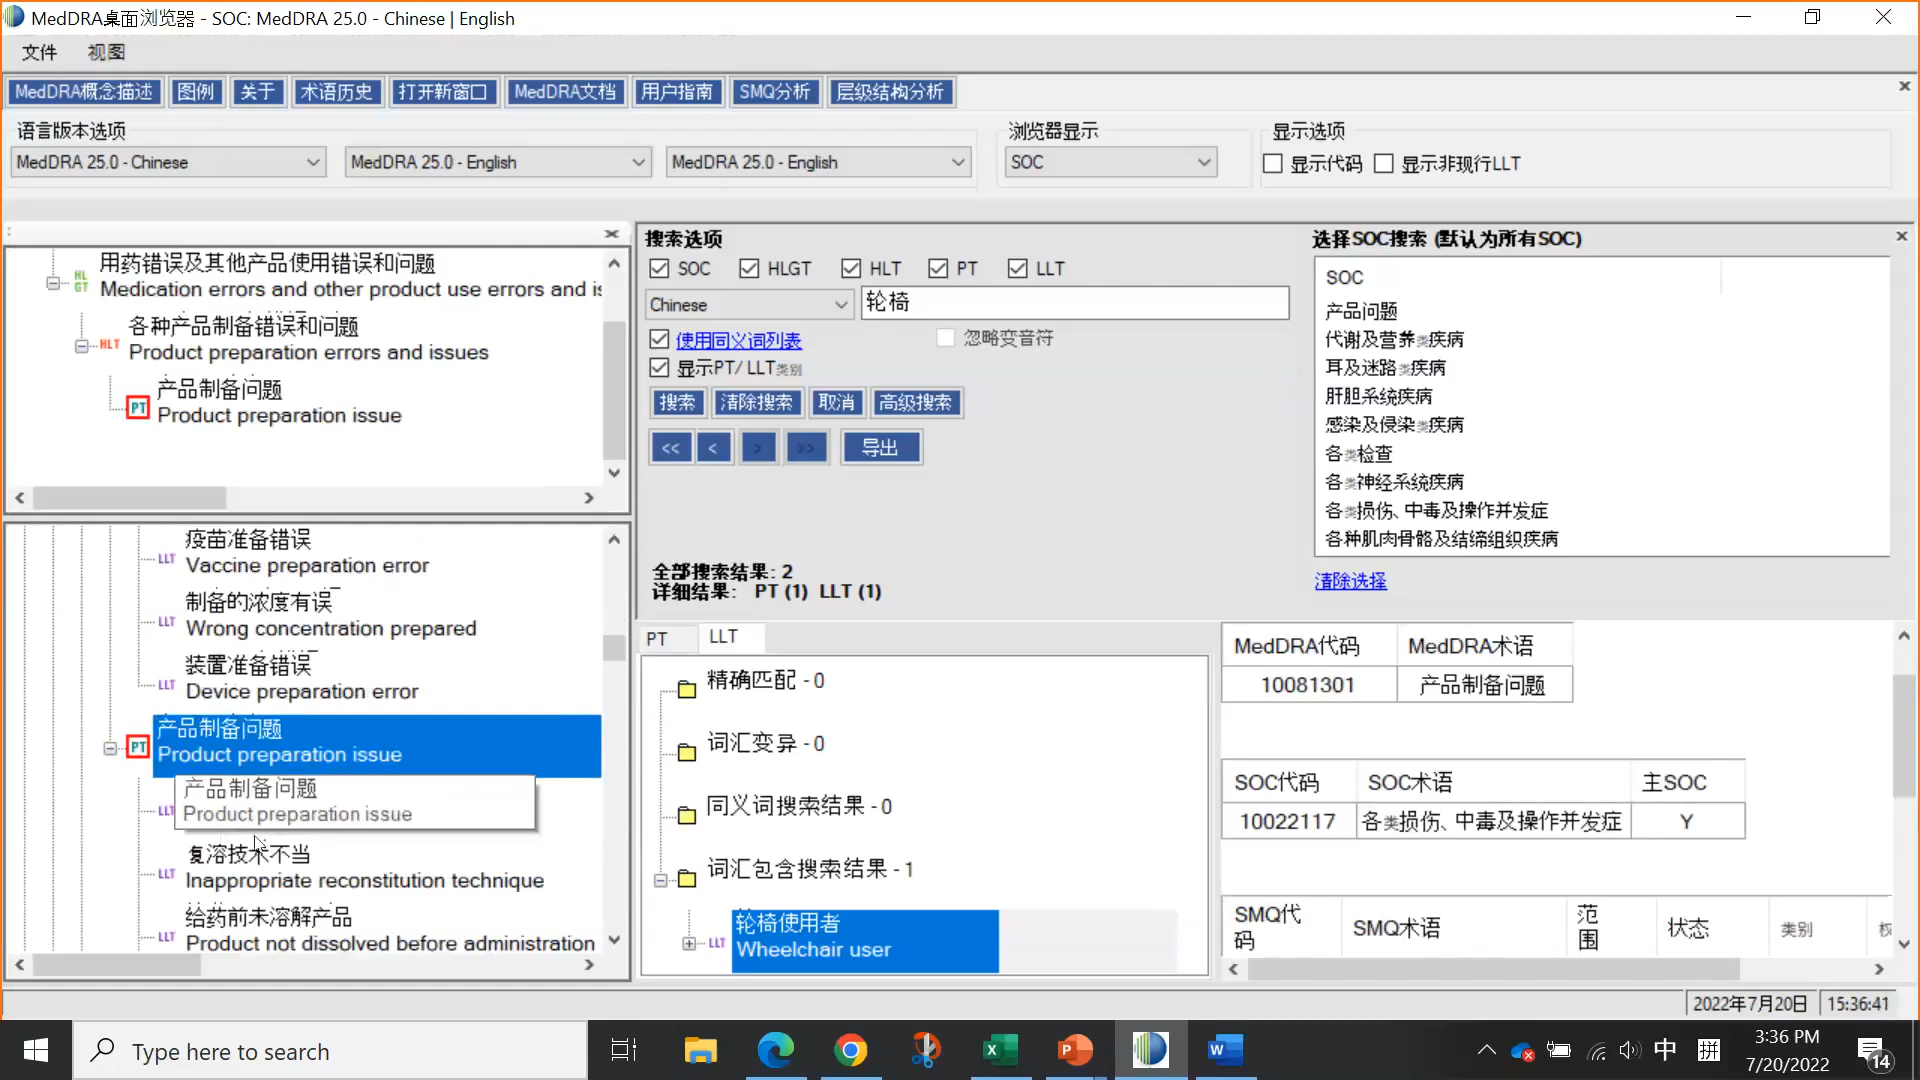 MedDRA桌面浏览器 - SOC: MedDRA 25.0 - Chinese | English
文件 视图
MedDRA概念描述 图例 关于 术语历史 打开新窗口 MedDRA文档 用户指南 SMQ分析 层级结构分析
语言版本选项 浏览器显示 显示选项
MedDRA 25.0 - Chinese MedDRA 25.0 - English MedDRA 25.0 - English SOC 显示代码 显示非现行LLT
HLGT 用药错误及其他产品使用错误和问题
Medication errors and other product use errors and is
HLT 各种产品制备错误和问题
Product preparation errors and issues
PT 产品制备问题
Product preparation issue
疫苗准备错误
LLT Vaccine preparation error
制备的浓度有误
LLT Wrong concentration prepared
装置准备错误
LLT Device preparation error
PT 产品制备问题
Product preparation issue
产品制备问题
LLT Product preparation issue
复溶技术不当
LLT Inappropriate reconstitution technique
给药前未溶解产品
LLT Product not dissolved before administration
搜索选项
SOC HLGT HLT PT LLT
Chinese 轮椅
使用同义词列表 忽略变音符
显示PT/ LLT类别
搜索 清除搜索 取消 高级搜索
<< < > >> 导出
全部搜索结果: 2
详细结果: PT (1) LLT (1)
选择SOC搜索 (默认为所有SOC)
SOC
产品问题
代谢及营养类疾病
耳及迷路类疾病
肝胆系统疾病
感染及侵染类疾病
各类检查
各类神经系统疾病
各类损伤、中毒及操作并发症
各种肌肉骨骼及结缔组织疾病
清除选择
PT LLT
精确匹配 - 0
词汇变异 - 0
同义词搜索结果 - 0
词汇包含搜索结果 - 1
轮椅使用者
LLT Wheelchair user
MedDRA代码 MedDRA术语
10081301 产品制备问题
SOC代码 SOC术语 主SOC
10022117 各类损伤、中毒及操作并发症 Y
SMQ代码 SMQ术语 范围 状态 类别 权
2022年7月20日 15:36:41
Type here to search
中 拼 3:36 PM
7/20/2022
14